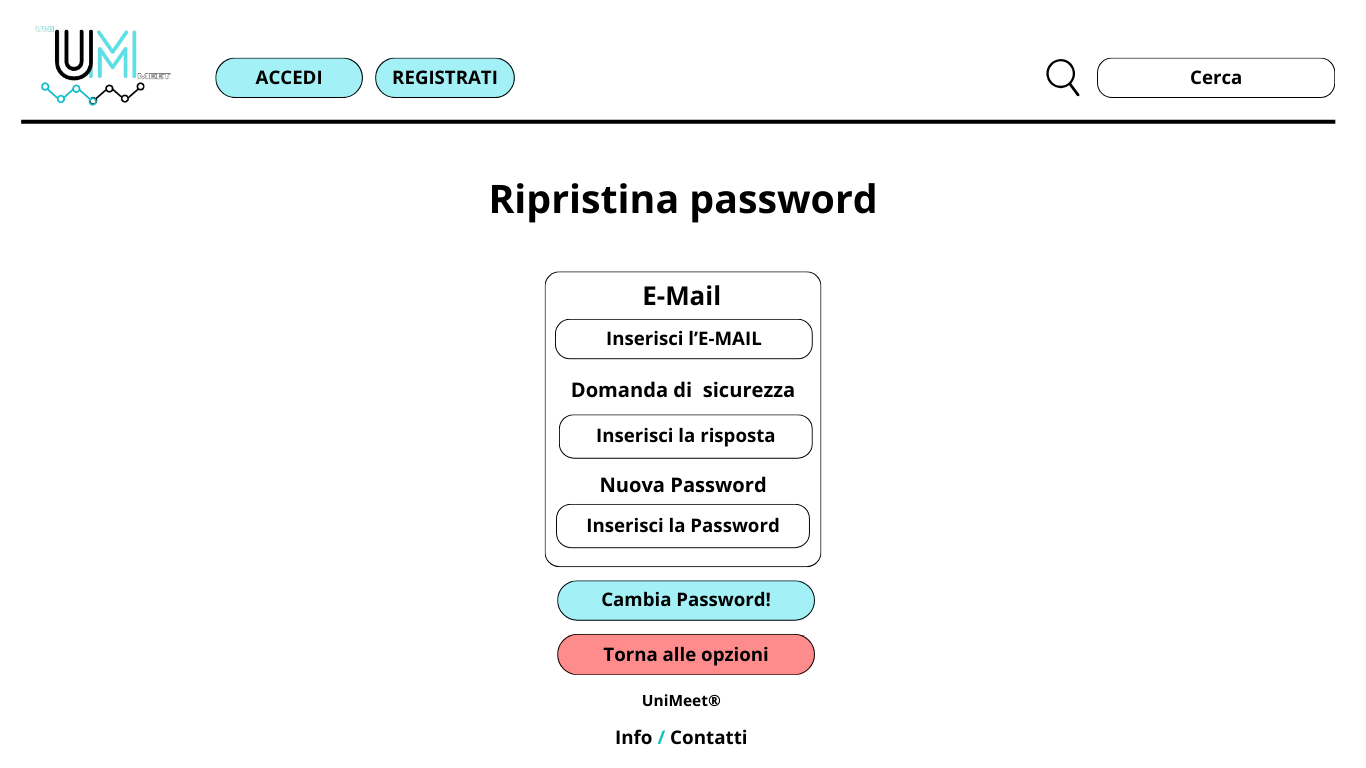 UNI
UM
MEET
ACCEDI
REGISTRATI
Cerca
Ripristina password
E-Mail
Inserisci l’E-MAIL
Domanda di  sicurezza
Inserisci la risposta
Nuova Password
Inserisci la Password
Cambia Password!
Torna alle opzioni
UniMeet®
Info / Contatti